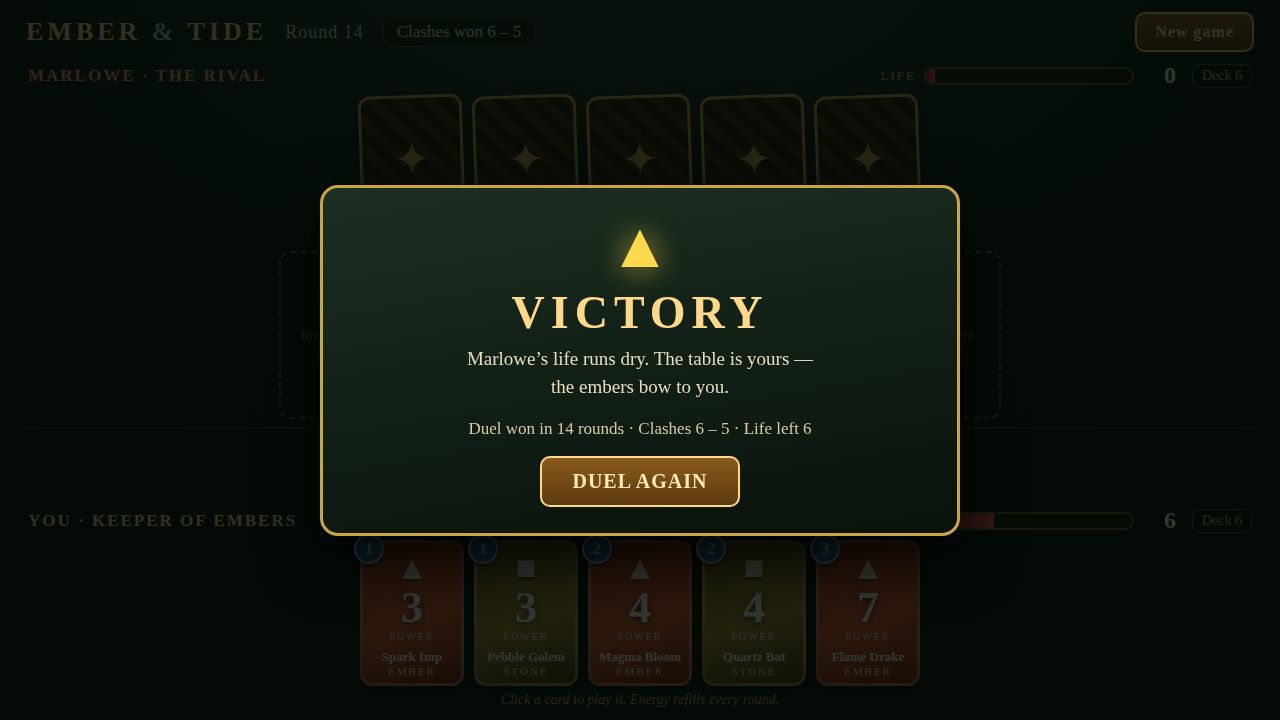 EMBER & TIDE Round 14 Clashes won 6 – 5 New game
MARLOWE · THE RIVAL LIFE 0 Deck 6
VICTORY
Marlowe’s life runs dry. The table is yours —
the embers bow to you.
Duel won in 14 rounds · Clashes 6 – 5 · Life left 6
DUEL AGAIN
YOU · KEEPER OF EMBERS 6 Deck 6
1 1 2 2 3
3 3 4 4 7
POWER POWER POWER POWER POWER
Spark Imp Pebble Golem Magma Bloom Quartz Bat Flame Drake
EMBER STONE EMBER STONE EMBER
Click a card to play it. Energy refills every round.